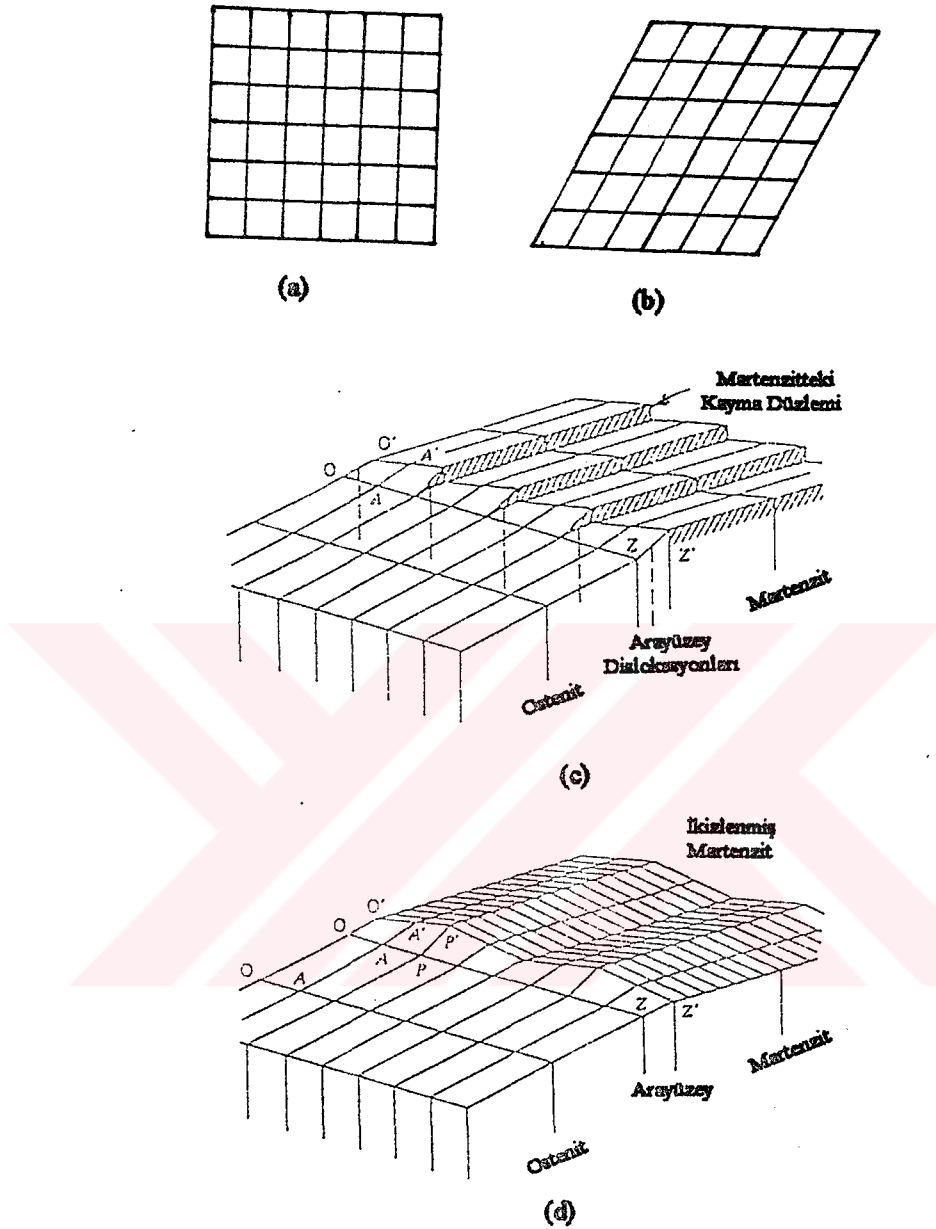 (a)
(b)
Martenzitteki
Kayma Düzlemi
O O' A'
A
Z Z'
Martenzit
Arayüzey
Dislokasyonları
Ostenit
(c)
İkizlenmiş
Martenzit
O O'
A' P'
O A A P
Z Z'
Martenzit
Arayüzey
Ostenit
(d)